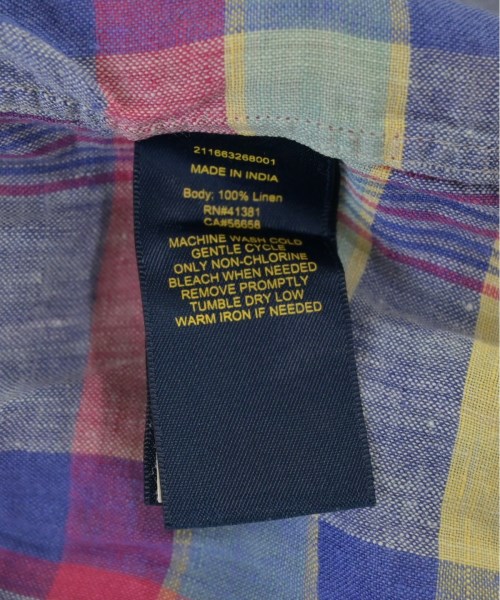 211663268001
MADE IN INDIA
Body: 100% Linen
RN#41381
CA#56658
MACHINE WASH COLD
GENTLE CYCLE
ONLY NON-CHLORINE
BLEACH WHEN NEEDED
REMOVE PROMPTLY
TUMBLE DRY LOW
WARM IRON IF NEEDED